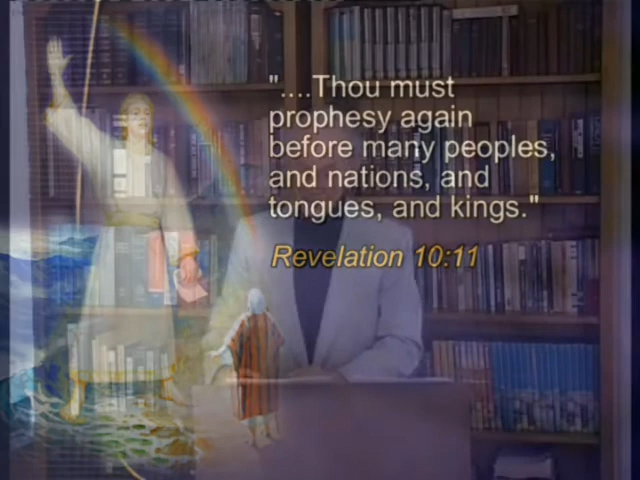 "....Thou must
prophesy again
before many peoples,
and nations, and
tongues, and kings."
Revelation 10:11